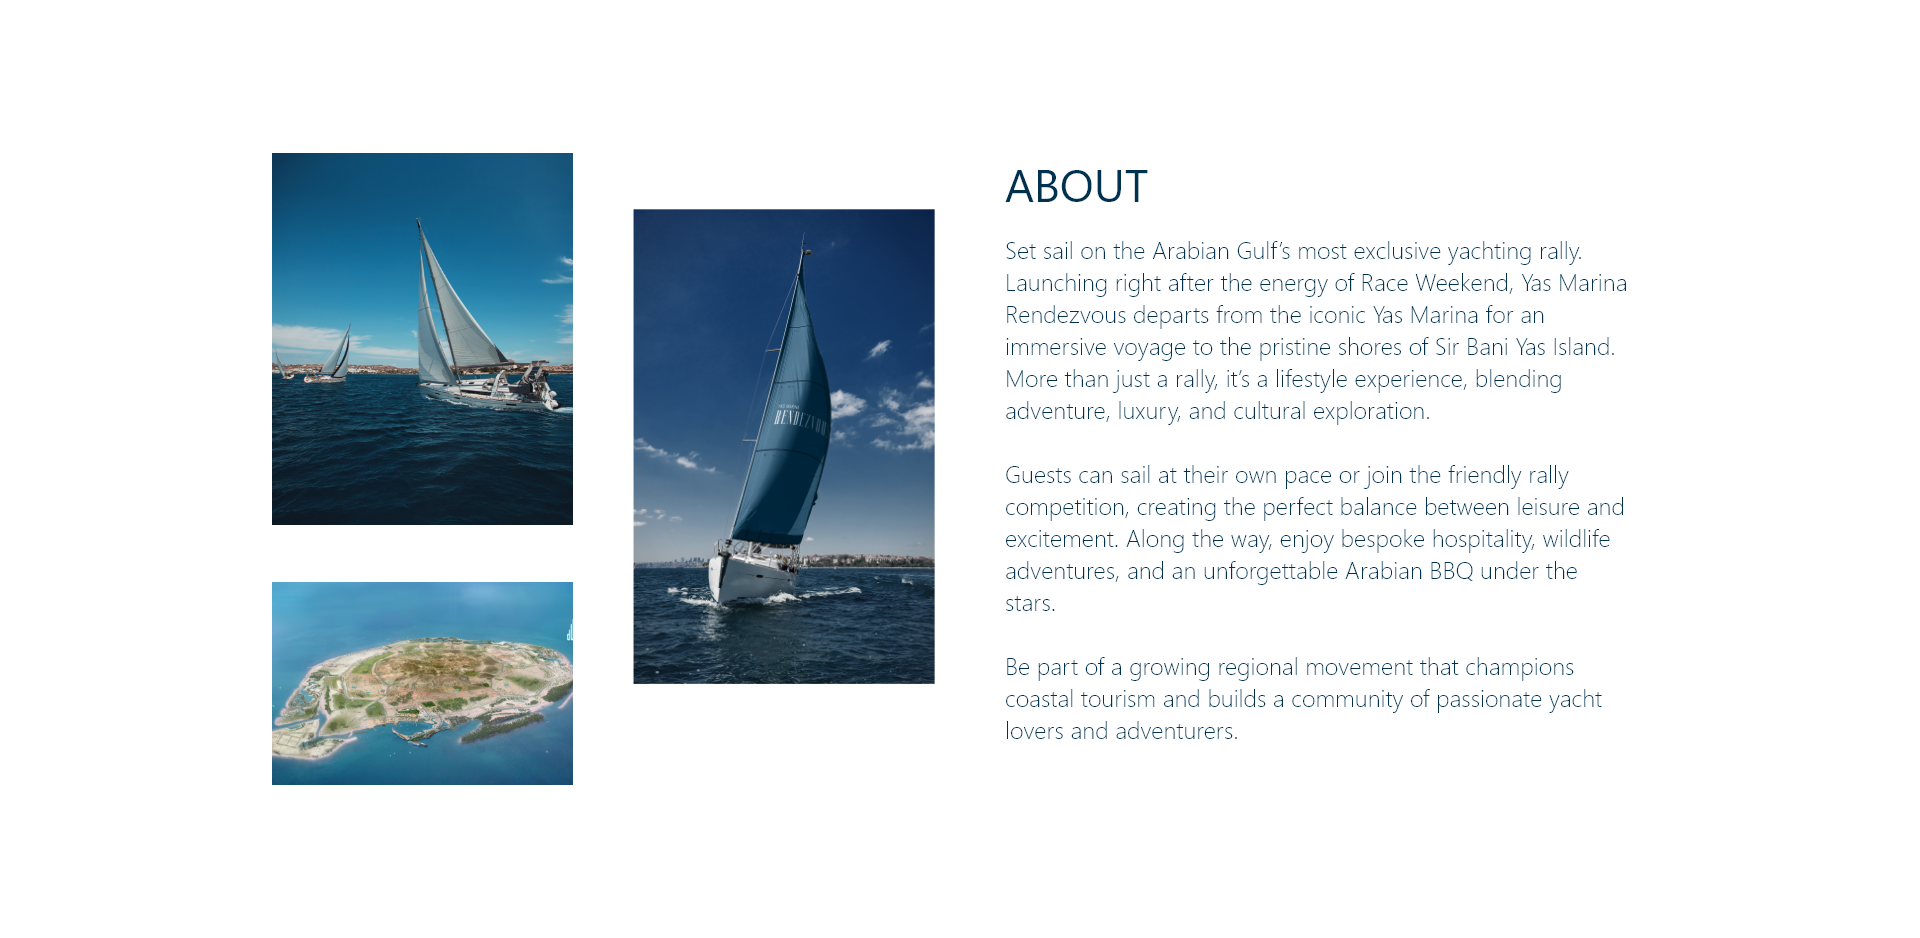 ABOUT
Set sail on the Arabian Gulf's most exclusive yachting rally.
Launching right after the energy of Race Weekend, Yas Marina
Rendezvous departs from the iconic Yas Marina for an
immersive voyage to the pristine shores of Sir Bani Yas Island.
More than just a rally, it's a lifestyle experience, blending
adventure, luxury, and cultural exploration.
Guests can sail at their own pace or join the friendly rally
competition, creating the perfect balance between leisure and
excitement. Along the way, enjoy bespoke hospitality, wildlife
adventures, and an unforgettable Arabian BBQ under the
stars.
Be part of a growing regional movement that champions
coastal tourism and builds a community of passionate yacht
lovers and adventurers.
YAS MARINA
RENDEZVOU